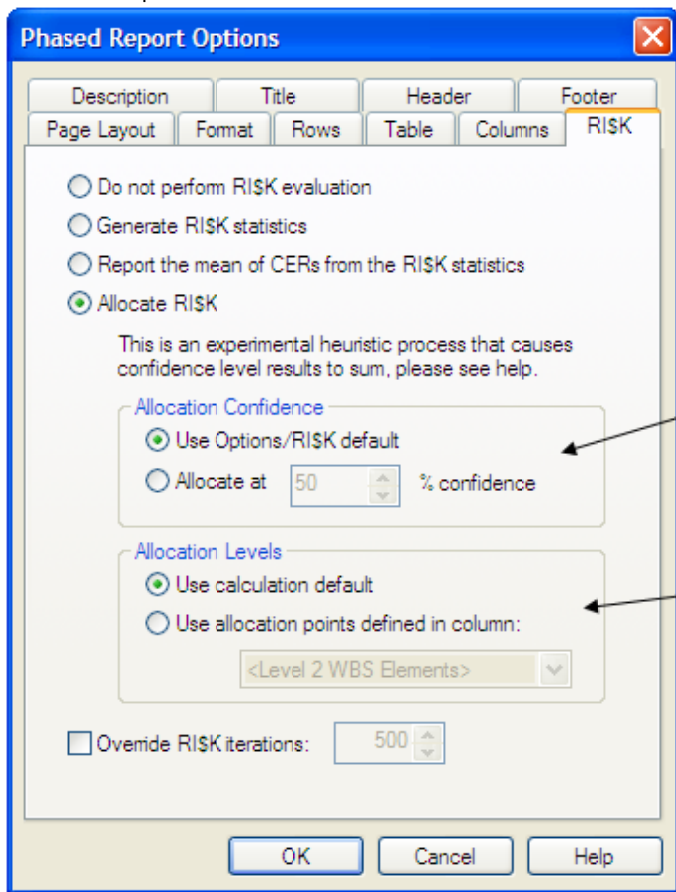 Phased Report Options
Description Title Header Footer
Page Layout Format Rows Table Columns RI$K
Do not perform RI$K evaluation
Generate RI$K statistics
Report the mean of CERs from the RI$K statistics
Allocate RI$K
This is an experimental heuristic process that causes
confidence level results to sum, please see help.
Allocation Confidence
Use Options/RI$K default
Allocate at 50 % confidence
Allocation Levels
Use calculation default
Use allocation points defined in column:
<Level 2 WBS Elements>
Override RI$K iterations: 500
OK Cancel Help